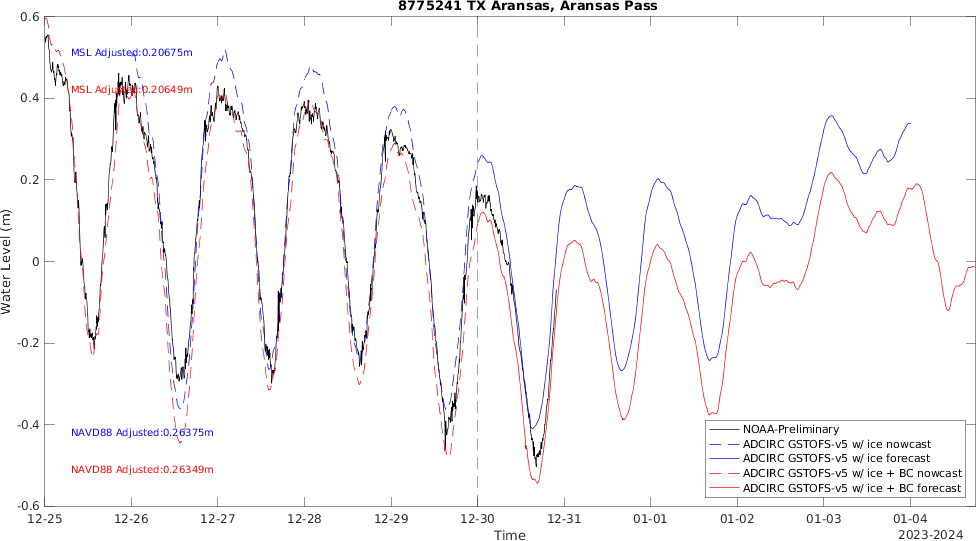 8775241 TX Aransas, Aransas Pass
0.6
0.4
0.2
0
-0.2
-0.4
-0.6
Water Level (m)
MSL Adjusted:0.20675m
MSL Adjusted:0.20649m
NAVD88 Adjusted:0.26375m
NAVD88 Adjusted:0.26349m
NOAA-Preliminary
ADCIRC GSTOFS-v5 w/ ice nowcast
ADCIRC GSTOFS-v5 w/ ice forecast
ADCIRC GSTOFS-v5 w/ ice + BC nowcast
ADCIRC GSTOFS-v5 w/ ice + BC forecast
12-25 12-26 12-27 12-28 12-29 12-30 12-31 01-01 01-02 01-03 01-04
2023-2024
Time